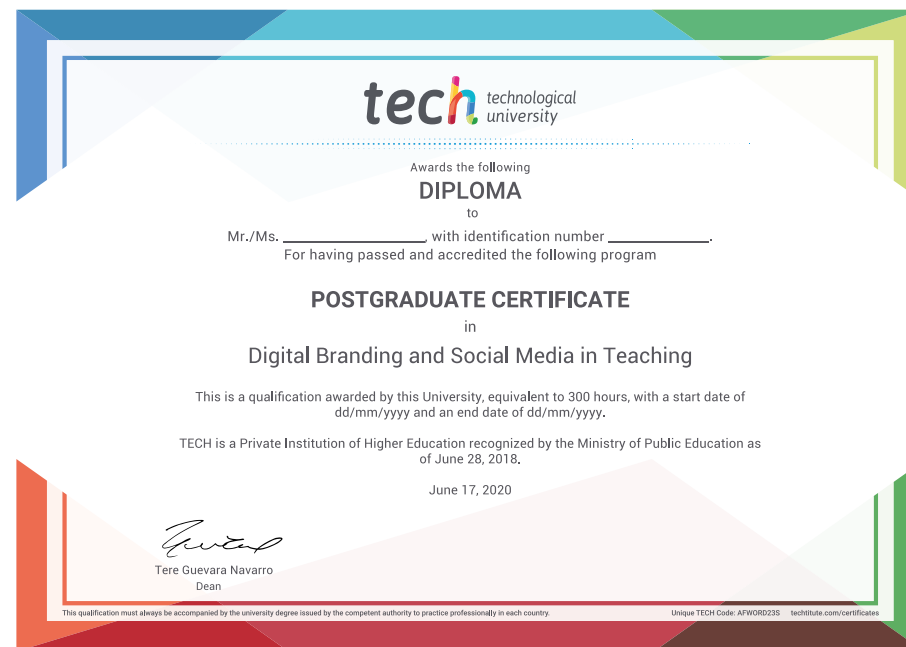 tech technological
university
Awards the following
DIPLOMA
to
Mr./Ms. ____________________, with identification number ______________.
For having passed and accredited the following program
POSTGRADUATE CERTIFICATE
in
Digital Branding and Social Media in Teaching
This is a qualification awarded by this University, equivalent to 300 hours, with a start date of
dd/mm/yyyy and an end date of dd/mm/yyyy.
TECH is a Private Institution of Higher Education recognized by the Ministry of Public Education as
of June 28, 2018.
June 17, 2020
Tere Guevara Navarro
Dean
This qualification must always be accompanied by the university degree issued by the competent authority to practice professionally in each country.
Unique TECH Code: AFWORD23S techtitute.com/certificates